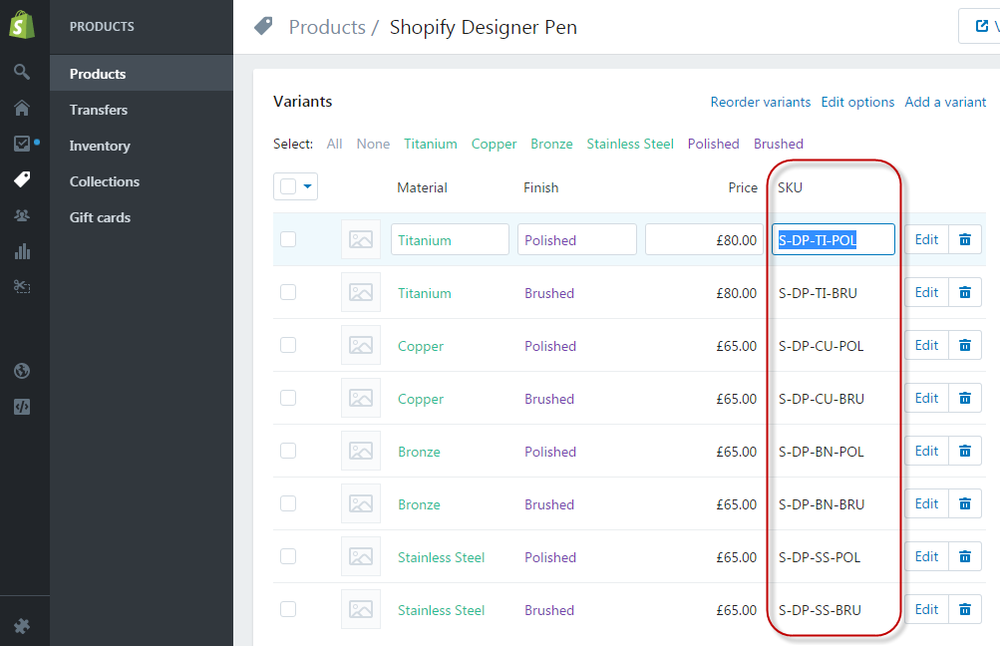 PRODUCTS
Products
Transfers
Inventory
Collections
Gift cards
Products / Shopify Designer Pen
Variants
Reorder variants Edit options Add a variant
Select: All None Titanium Copper Bronze Stainless Steel Polished Brushed
Material Finish Price SKU
Titanium Polished £80.00 S-DP-TI-POL Edit
Titanium Brushed £80.00 S-DP-TI-BRU Edit
Copper Polished £65.00 S-DP-CU-POL Edit
Copper Brushed £65.00 S-DP-CU-BRU Edit
Bronze Polished £65.00 S-DP-BN-POL Edit
Bronze Brushed £65.00 S-DP-BN-BRU Edit
Stainless Steel Polished £65.00 S-DP-SS-POL Edit
Stainless Steel Brushed £65.00 S-DP-SS-BRU Edit